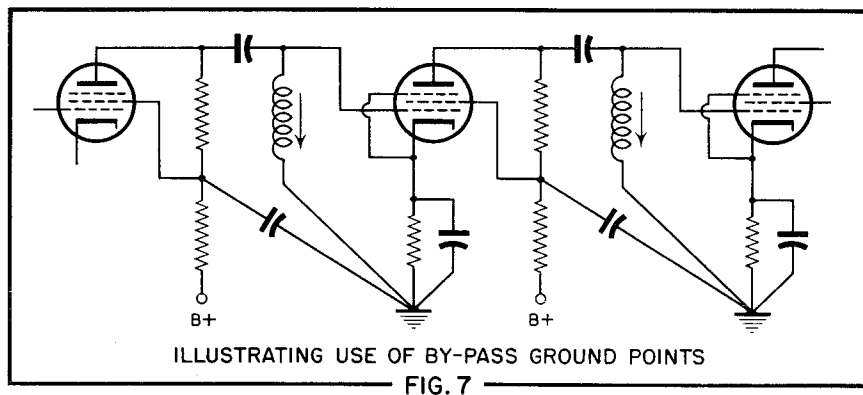 B+
B+
ILLUSTRATING USE OF BY-PASS GROUND POINTS
FIG. 7